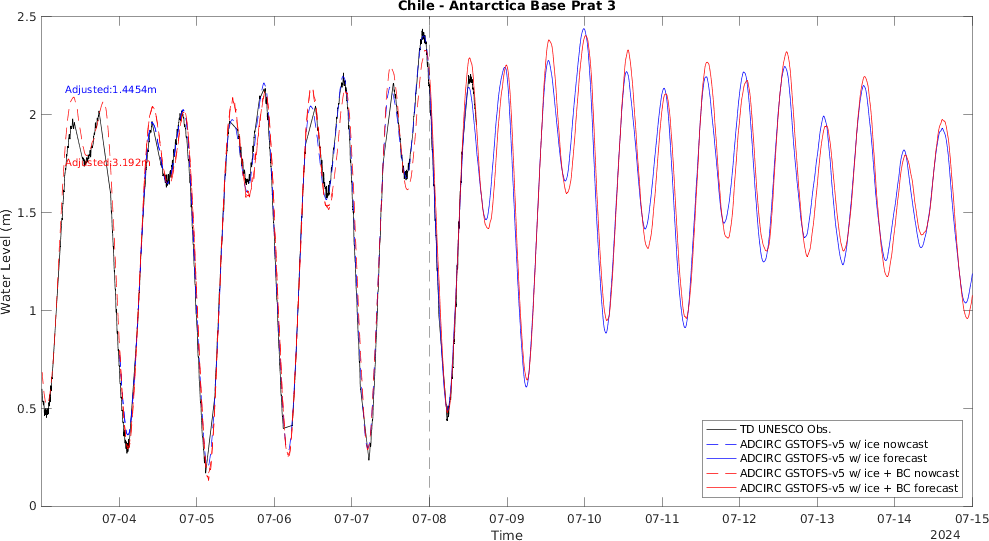 Chile - Antarctica Base Prat 3
2.5
2
1.5
1
0.5
0
Water Level (m)
Adjusted:1.4454m
Adjusted:3.192m
TD UNESCO Obs.
ADCIRC GSTOFS-v5 w/ ice nowcast
ADCIRC GSTOFS-v5 w/ ice forecast
ADCIRC GSTOFS-v5 w/ ice + BC nowcast
ADCIRC GSTOFS-v5 w/ ice + BC forecast
07-04 07-05 07-06 07-07 07-08 07-09 07-10 07-11 07-12 07-13 07-14 07-15
Time
2024